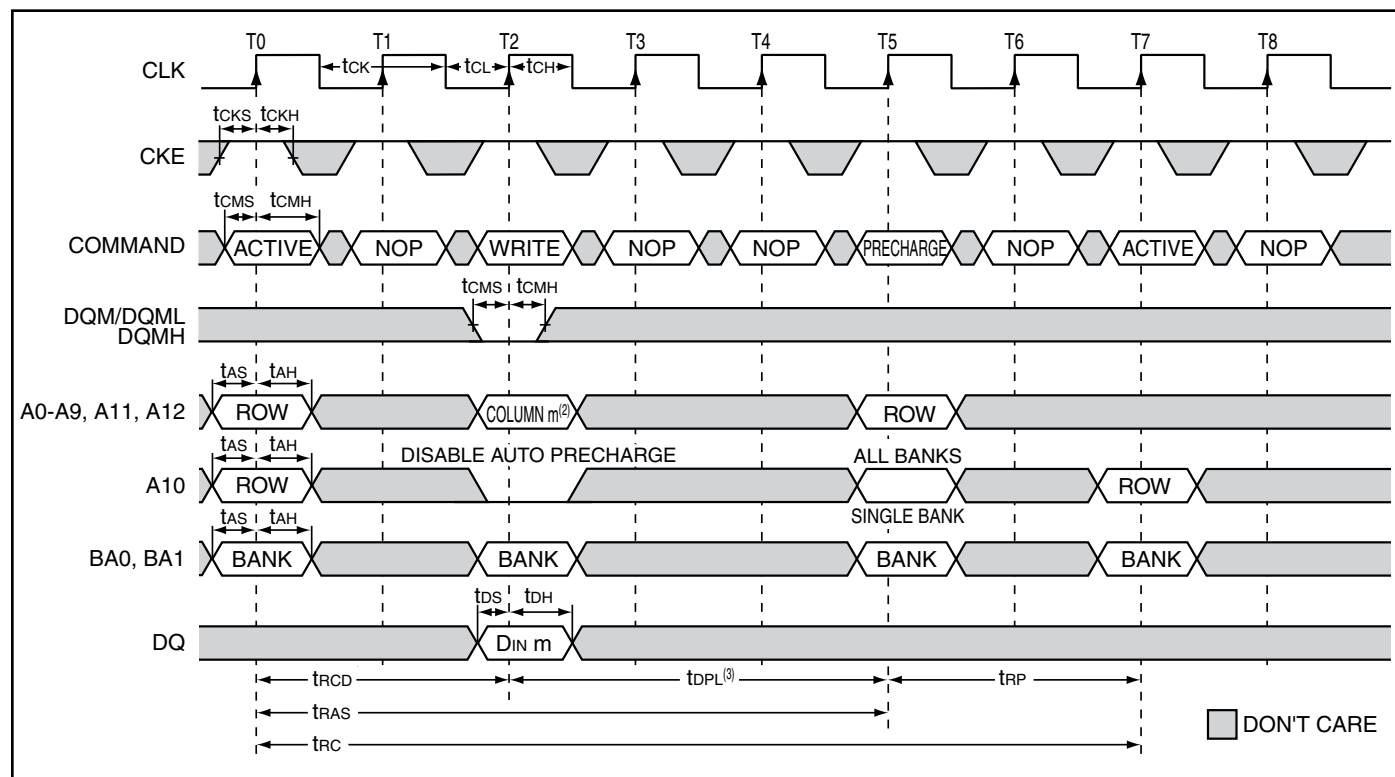 T0 T1 T2 T3 T4 T5 T6 T7 T8
CLK
tCK tCL tCH
tCKS tCKH
CKE
tCMS tCMH
COMMAND ACTIVE NOP WRITE NOP NOP PRECHARGE NOP ACTIVE NOP
tCMS tCMH
DQM/DQML
DQMH
tAS tAH
A0-A9, A11, A12 ROW COLUMN m(2) ROW
tAS tAH DISABLE AUTO PRECHARGE ALL BANKS
A10 ROW ROW
tAS tAH SINGLE BANK
BA0, BA1 BANK BANK BANK BANK
tDS tDH
DQ DIN m
tRCD tDPL(3) tRP
tRAS
tRC
DON'T CARE